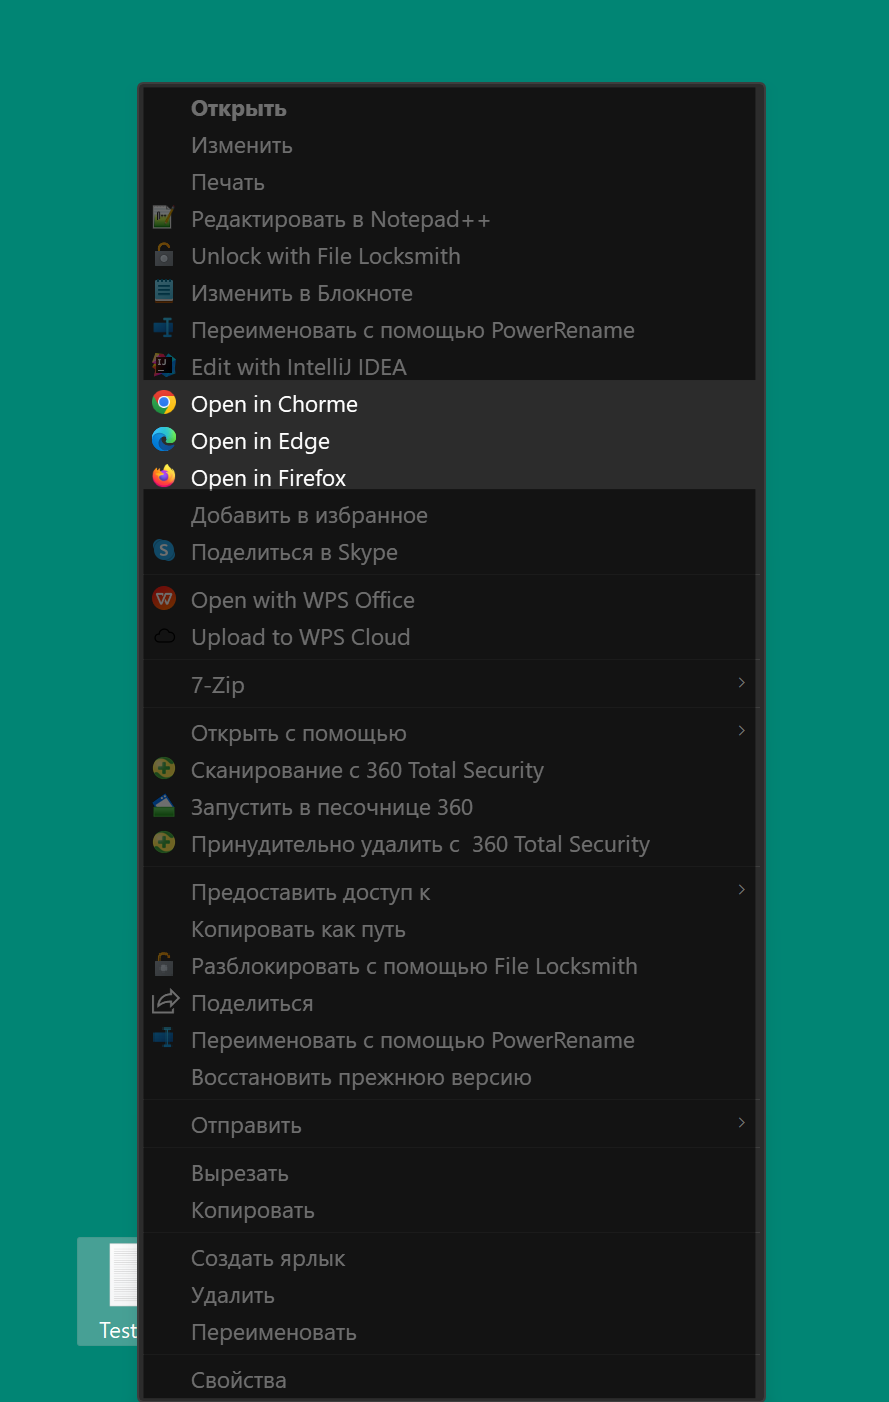 Открыть
Изменить
Печать
Редактировать в Notepad++
Unlock with File Locksmith
Изменить в Блокноте
Переименовать с помощью PowerRename
Edit with IntelliJ IDEA
Open in Chorme
Open in Edge
Open in Firefox
Добавить в избранное
Поделиться в Skype
Open with WPS Office
Upload to WPS Cloud
7-Zip
Открыть с помощью
Сканирование с 360 Total Security
Запустить в песочнице 360
Принудительно удалить с  360 Total Security
Предоставить доступ к
Копировать как путь
Разблокировать с помощью File Locksmith
Поделиться
Переименовать с помощью PowerRename
Восстановить прежнюю версию
Отправить
Вырезать
Копировать
Создать ярлык
Удалить
Test
Переименовать
Свойства